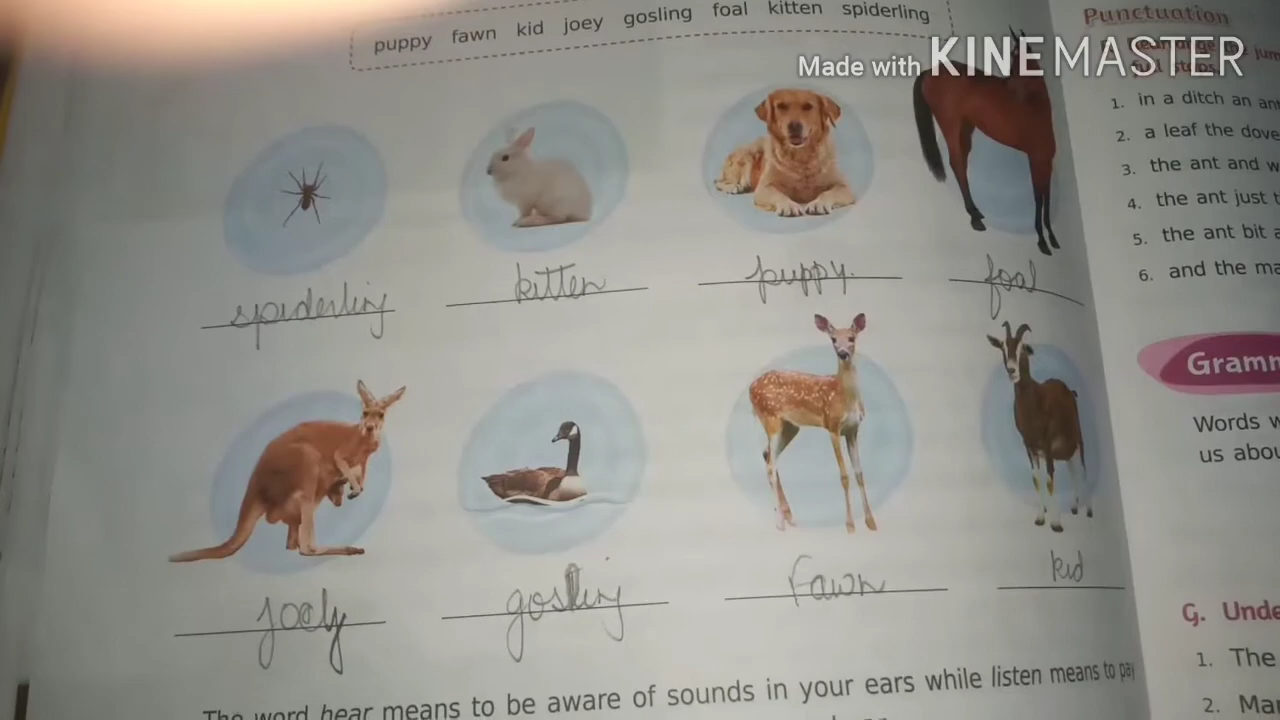 puppy fawn kid joey gosling foal kitten spiderling
Made with KINEMASTER
spiderling
kitten
puppy.
foal
joely
gosling
Fawn
kid
The word hear means to be aware of sounds in your ears while listen means to pay
Punctuation
1. in a ditch an ant
2. a leaf the dove
3. the ant and w
4. the ant just t
5. the ant bit a
6. and the ma
Gramm
Words w
us abou
G. Unde
1. The
2. Mar